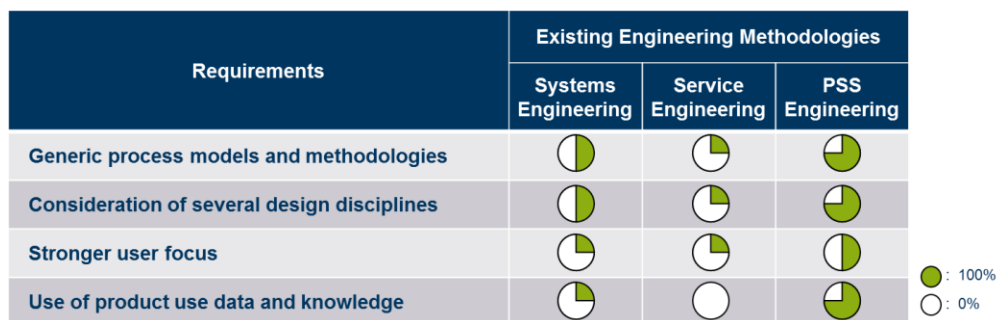 Requirements
Existing Engineering Methodologies
Systems
Engineering
Service
Engineering
PSS
Engineering
Generic process models and methodologies
Consideration of several design disciplines
Stronger user focus
Use of product use data and knowledge
: 100%
: 0%